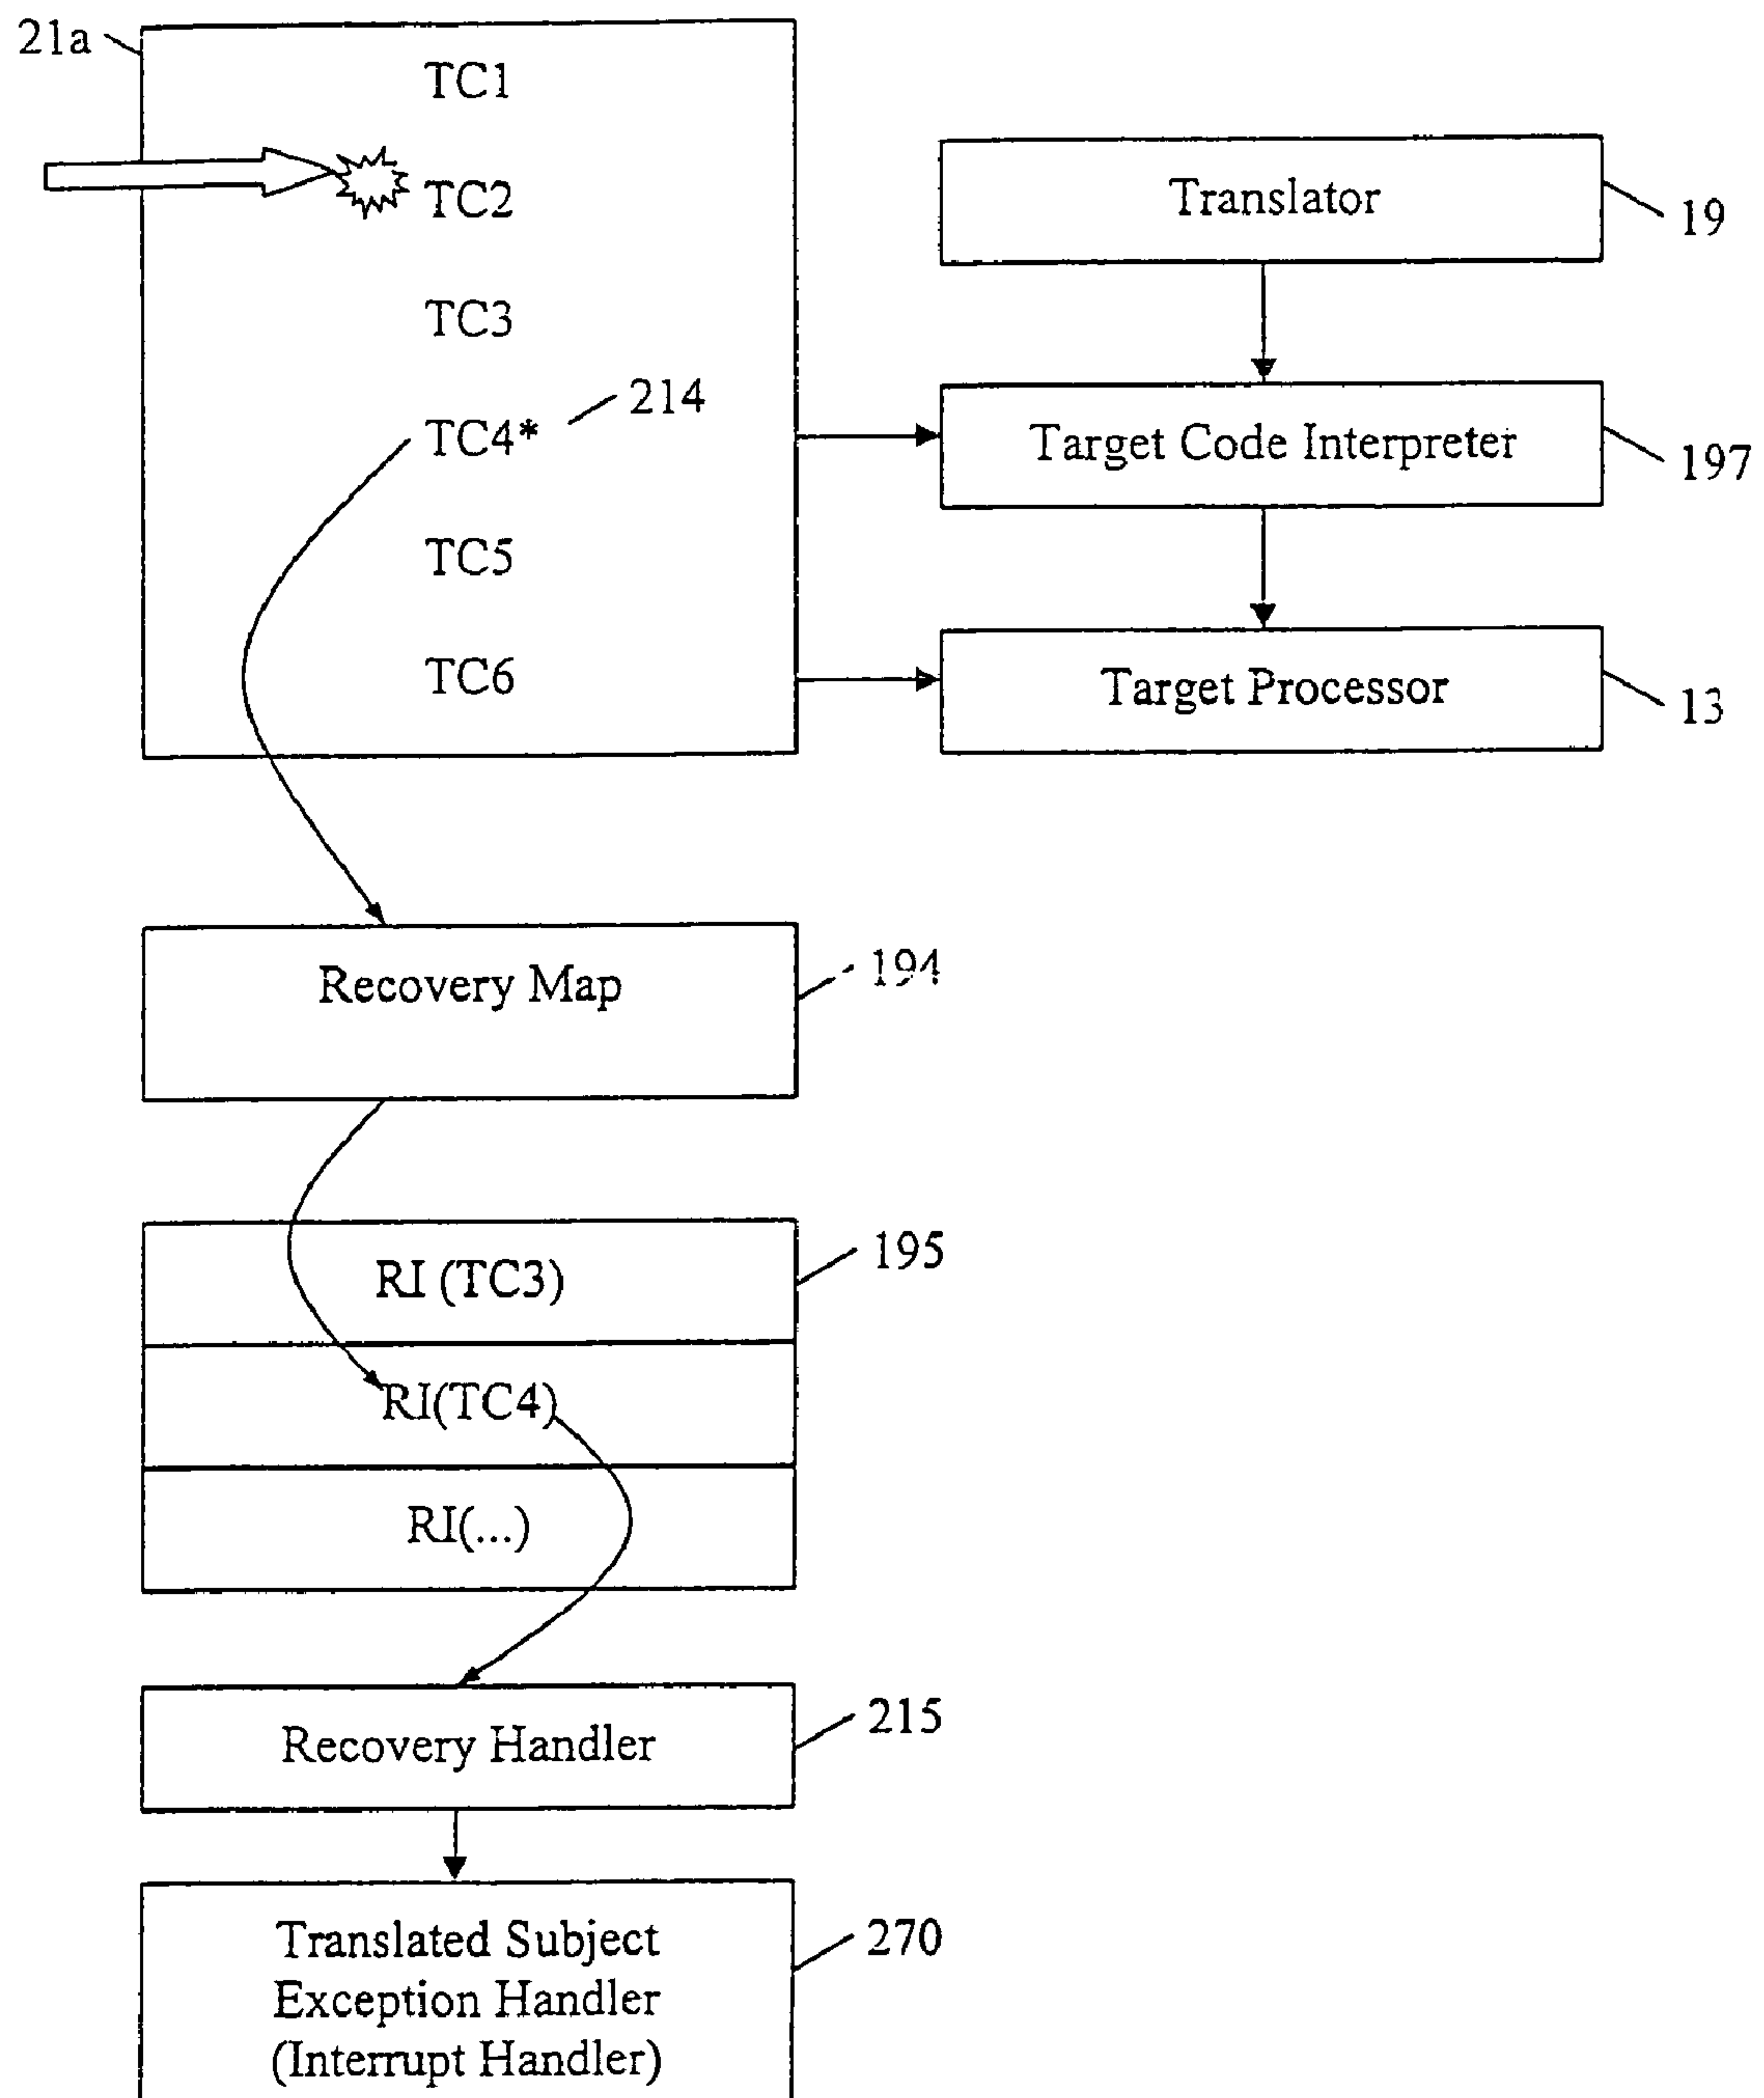 21a
TC1
TC2
TC3
TC4*
214
TC5
TC6
Translator
19
Target Code Interpreter
197
Target Processor
13
Recovery Map
194
RI (TC3)
195
RI(TC4)
RI(...)
Recovery Handler
215
Translated Subject
Exception Handler
(Interrupt Handler)
270